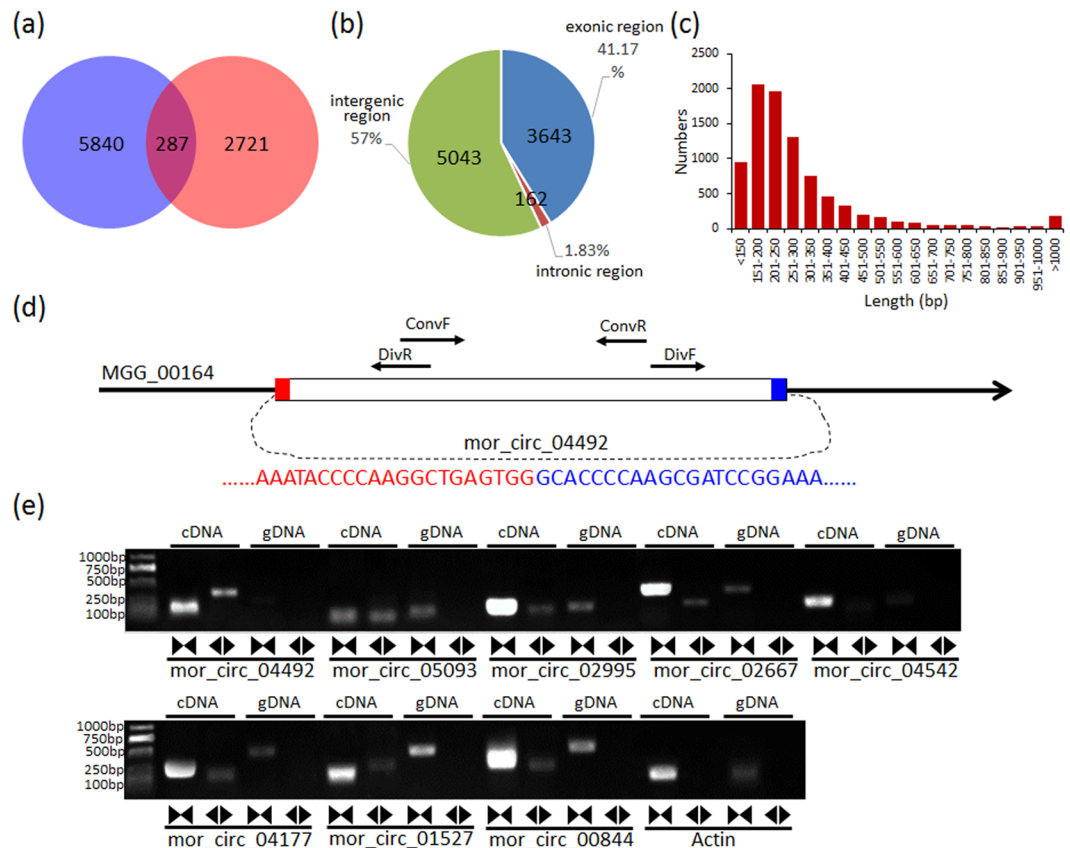 (a)
5840
287
2721
(b)
exonic region
41.17
%
intergenic
region
57%
5043
3643
162
1.83%
intronic region
(c)
2500
2000
1500
1000
500
0
Numbers
<150
151-200
201-250
251-300
301-350
351-400
401-450
451-500
501-550
551-600
601-650
651-700
701-750
751-800
801-850
851-900
901-950
951-1000
>1000
Length (bp)
(d)
ConvF
ConvR
DivR
DivF
MGG_00164
mor_circ_04492
......AAATACCCCAAGGCTGAGTGGGCACCCCAAGCGATCCGGAAA......
(e)
cDNA gDNA cDNA gDNA cDNA gDNA cDNA gDNA cDNA gDNA
1000bp
750bp
500bp
250bp
100bp
mor_circ_04492 mor_circ_05093 mor_circ_02995 mor_circ_02667 mor_circ_04542
cDNA gDNA cDNA gDNA cDNA gDNA cDNA gDNA
1000bp
750bp
500bp
250bp
100bp
mor_circ_04177 mor_circ_01527 mor_circ_00844 Actin